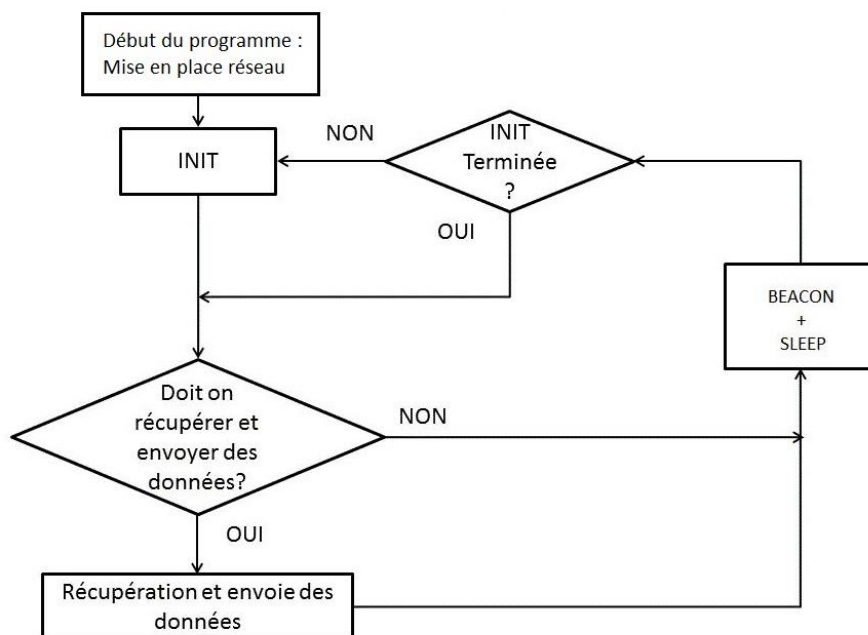 Début du programme :
Mise en place réseau
INIT
NON
INIT
Terminée
?
OUI
BEACON
+
SLEEP
Doit on
récupérer et
envoyer des
données?
NON
OUI
Récupération et envoie des
données